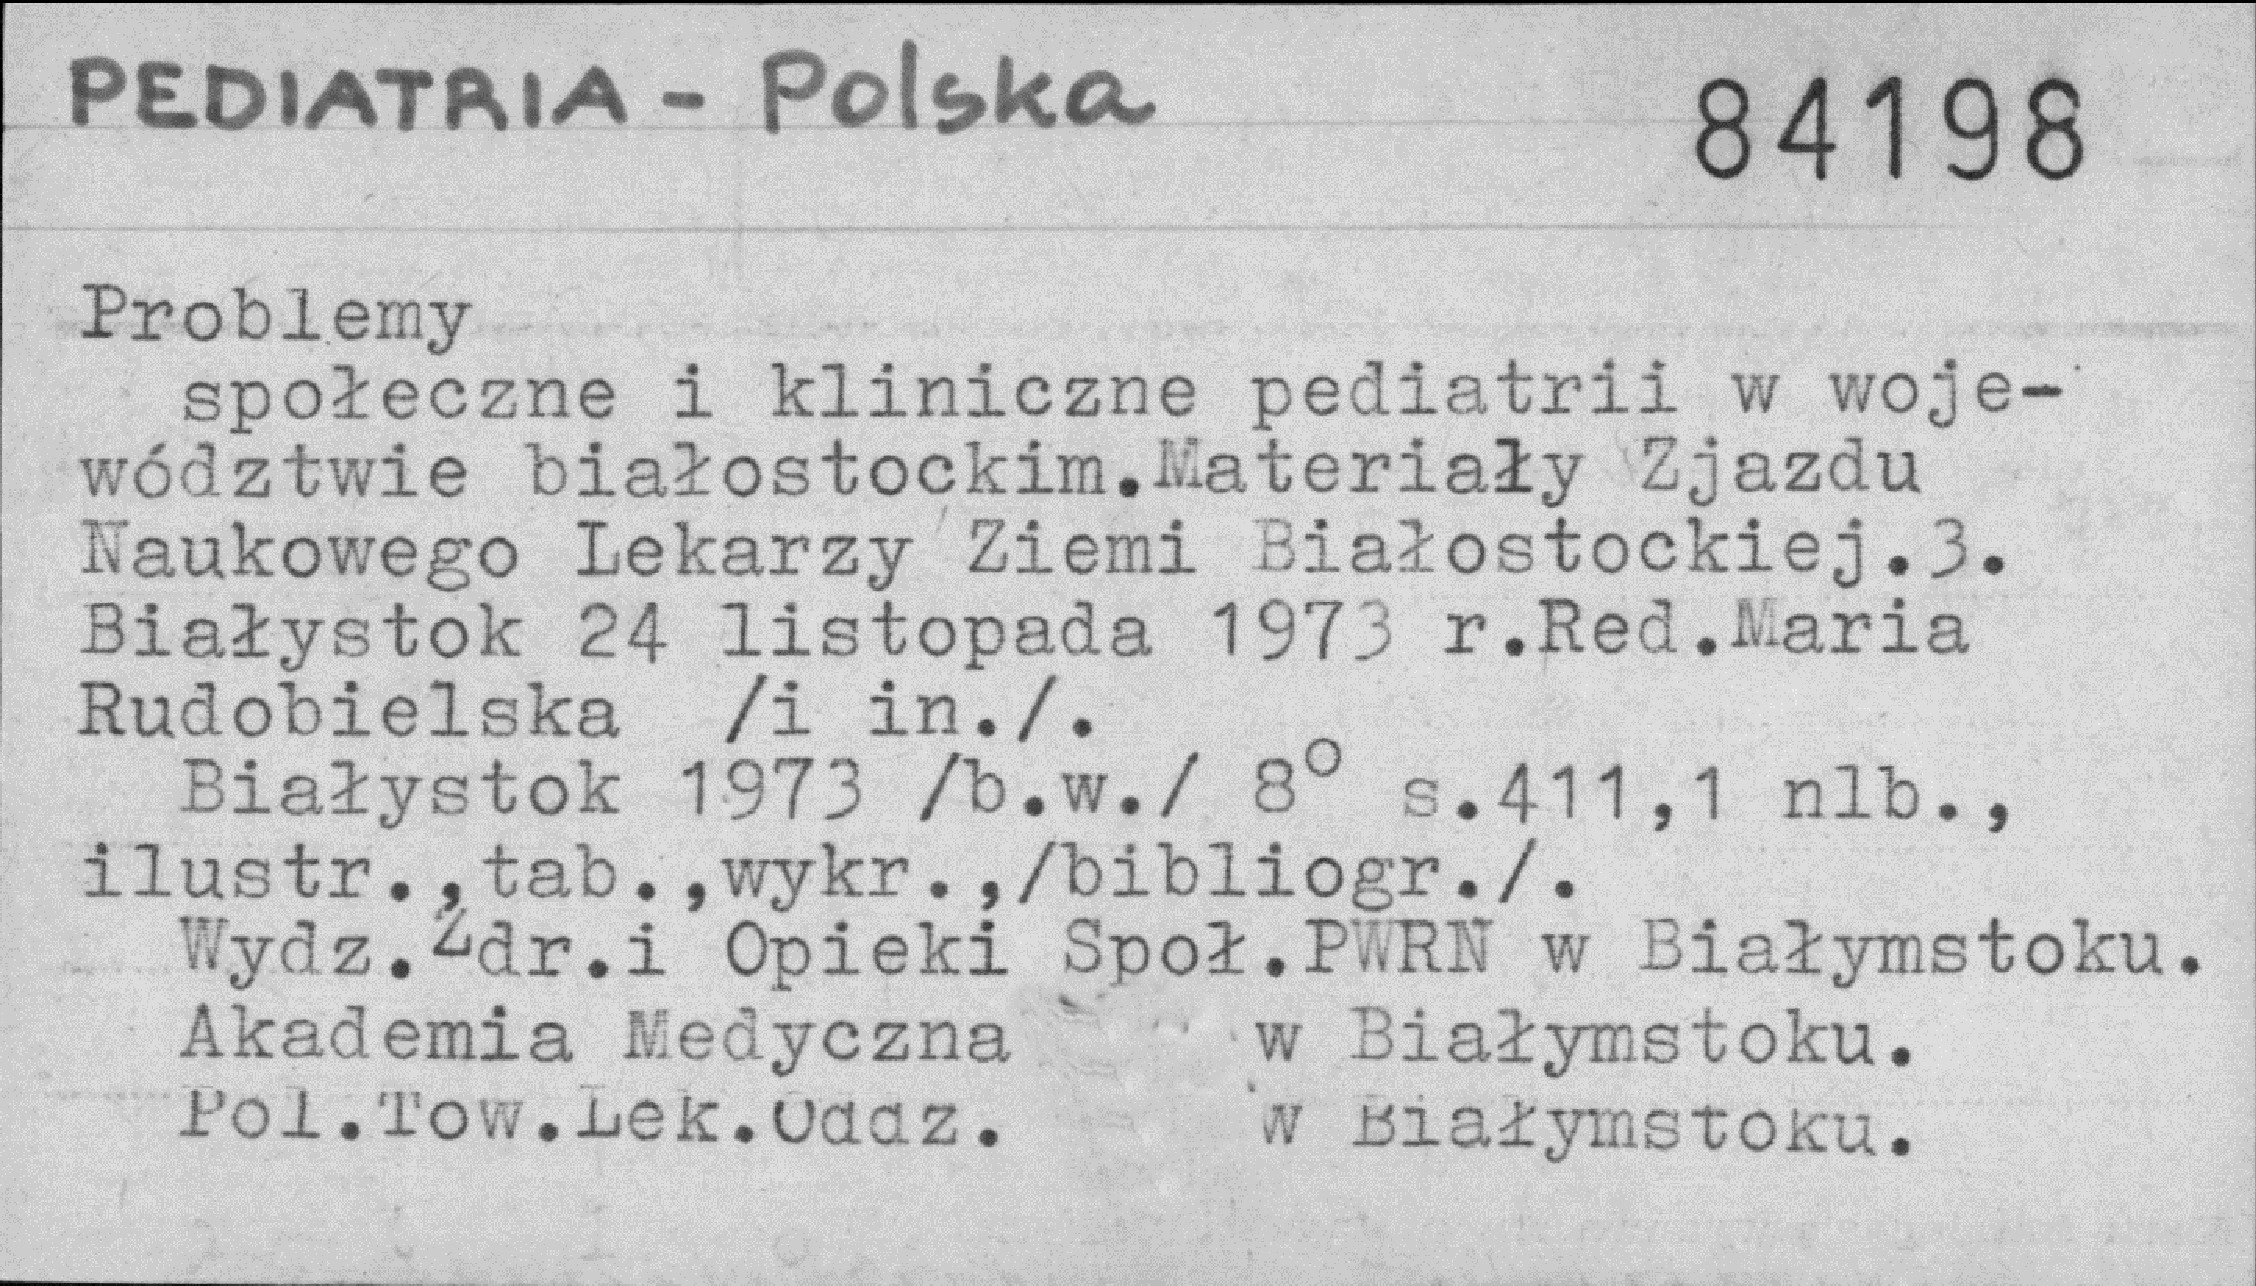 PEDIATRIA - Polska 84198
Problemy
społeczne i kliniczne pediatrii w woje-
wództwie białostockim.Materiały Zjazdu
Naukowego Lekarzy Ziemi Białostockiej.3.
Białystok 24 listopada 1973 r.Red.Maria
Rudobielska /i in./.
Białystok 1973 /b.w./ 8° s.411,1 nlb.,
ilustr.,tab.,wykr.,/bibliogr./.
Wydz.Zdr.i Opieki Społ.PWRN w Białymstoku.
Akademia Medyczna w Białymstoku.
Pol.Tow.Lek.Oddz. w Białymstoku.